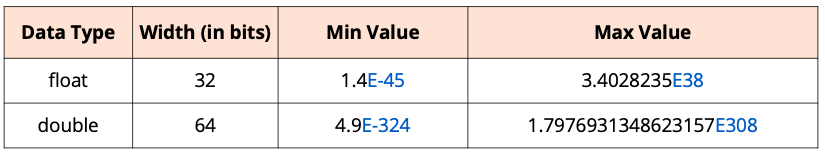 Data Type Width (in bits) Min Value Max Value
float 32 1.4E-45 3.4028235E38
double 64 4.9E-324 1.7976931348623157E308